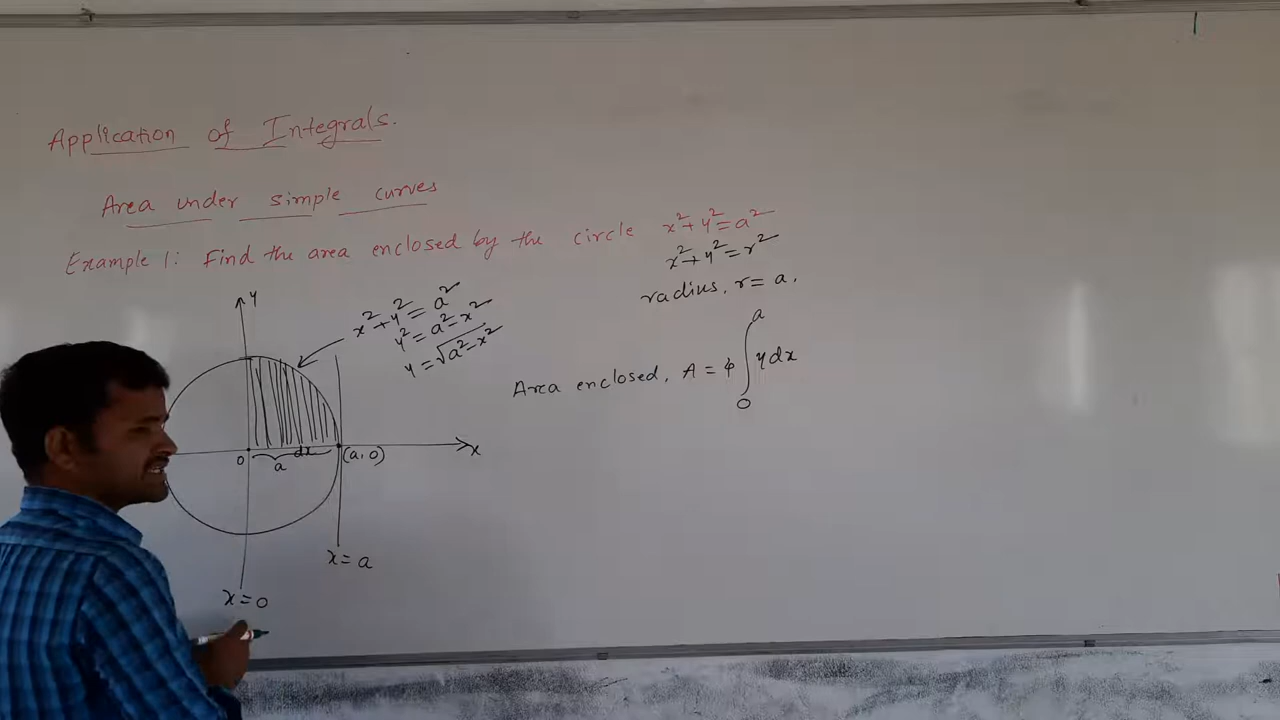 Application of Integrals.
Area under simple curves
Example 1: Find the area enclosed by the circle x²+y²=a²
x²+y²=r²
radius, r=a.
y
x²+y²=a²
y²=a²-x²
y=√a²-x²
Area enclosed, A = 4 ∫₀ᵃ y dx
0
a
dx
(a,0)
x
x=a
x=0